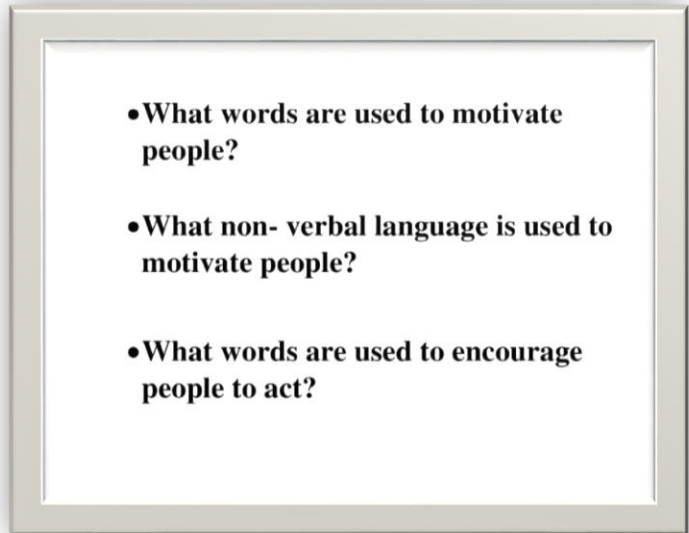 •What words are used to motivate
people?
•What non- verbal language is used to
motivate people?
•What words are used to encourage
people to act?